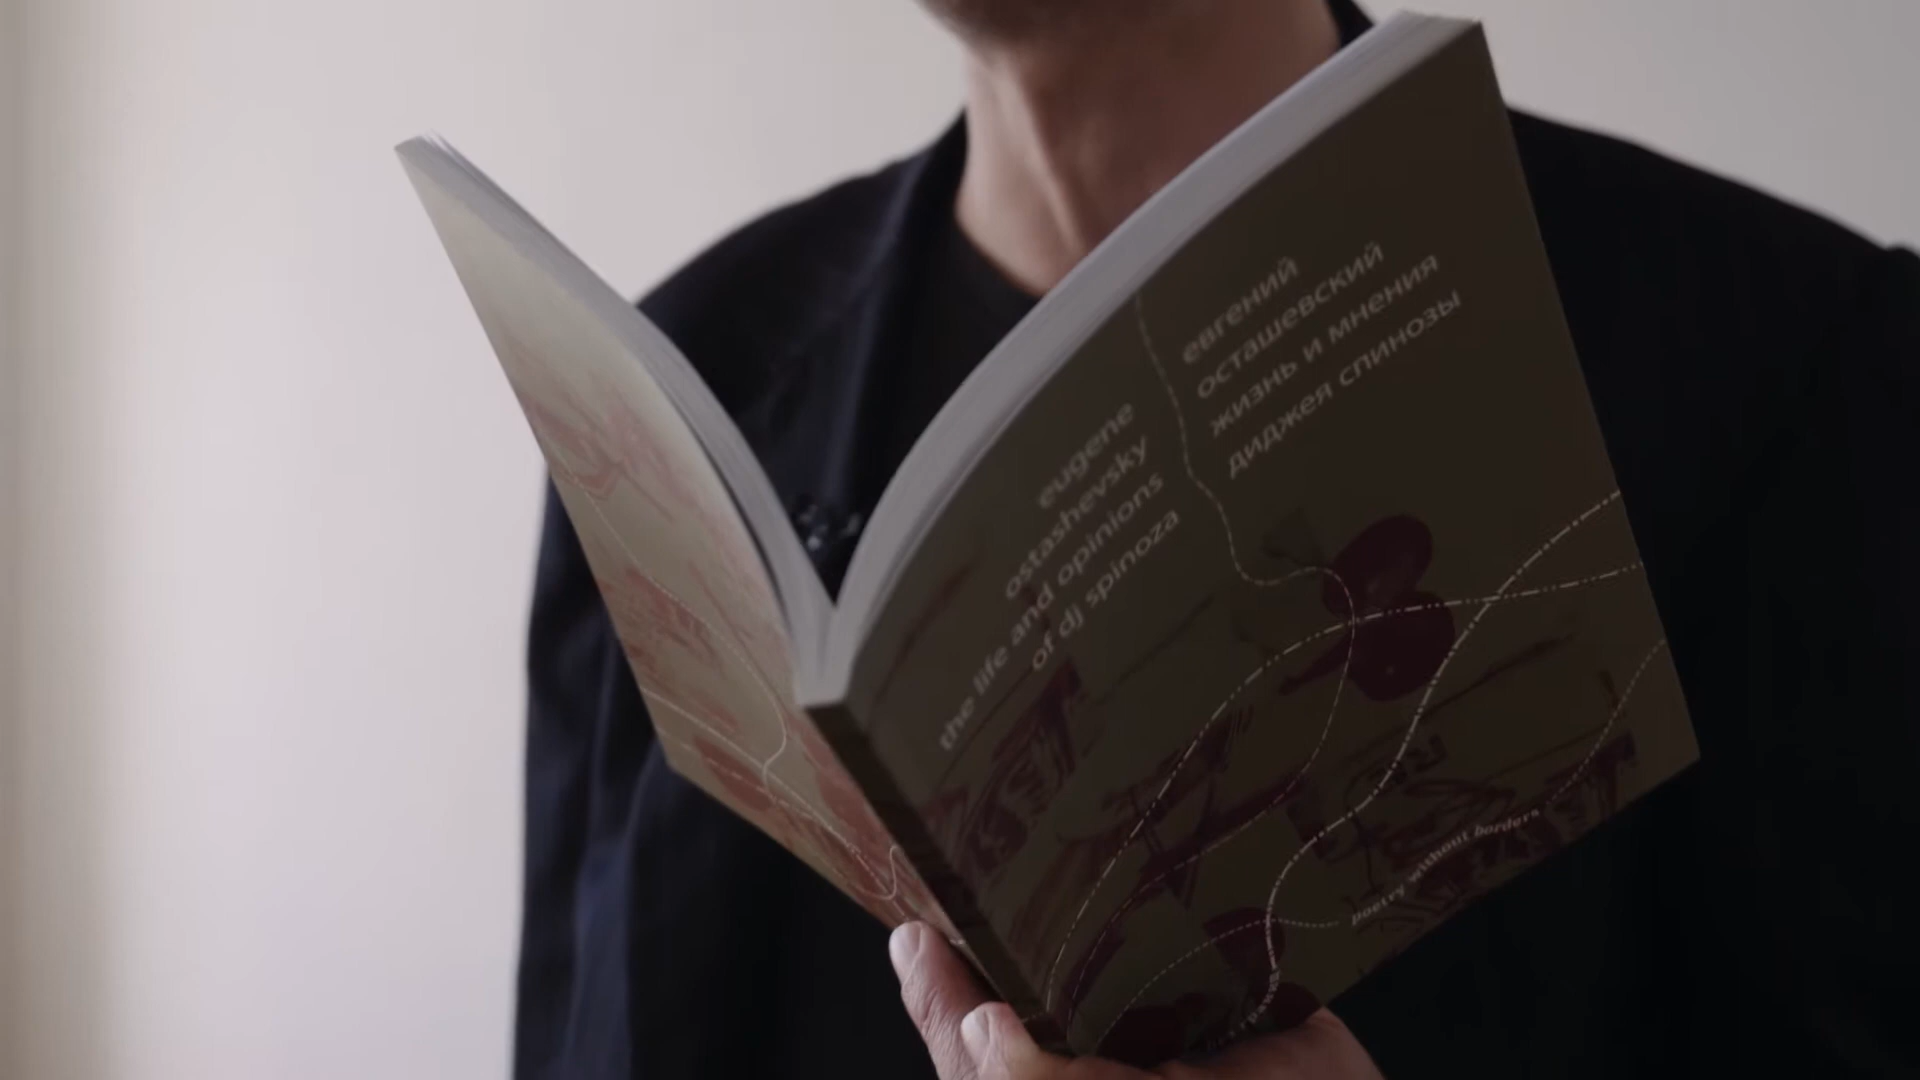 евгений
осташевский
жизнь и мнения
диджея спинозы
eugene
ostashevsky
the life and opinions
of dj spinoza
poetry without borders